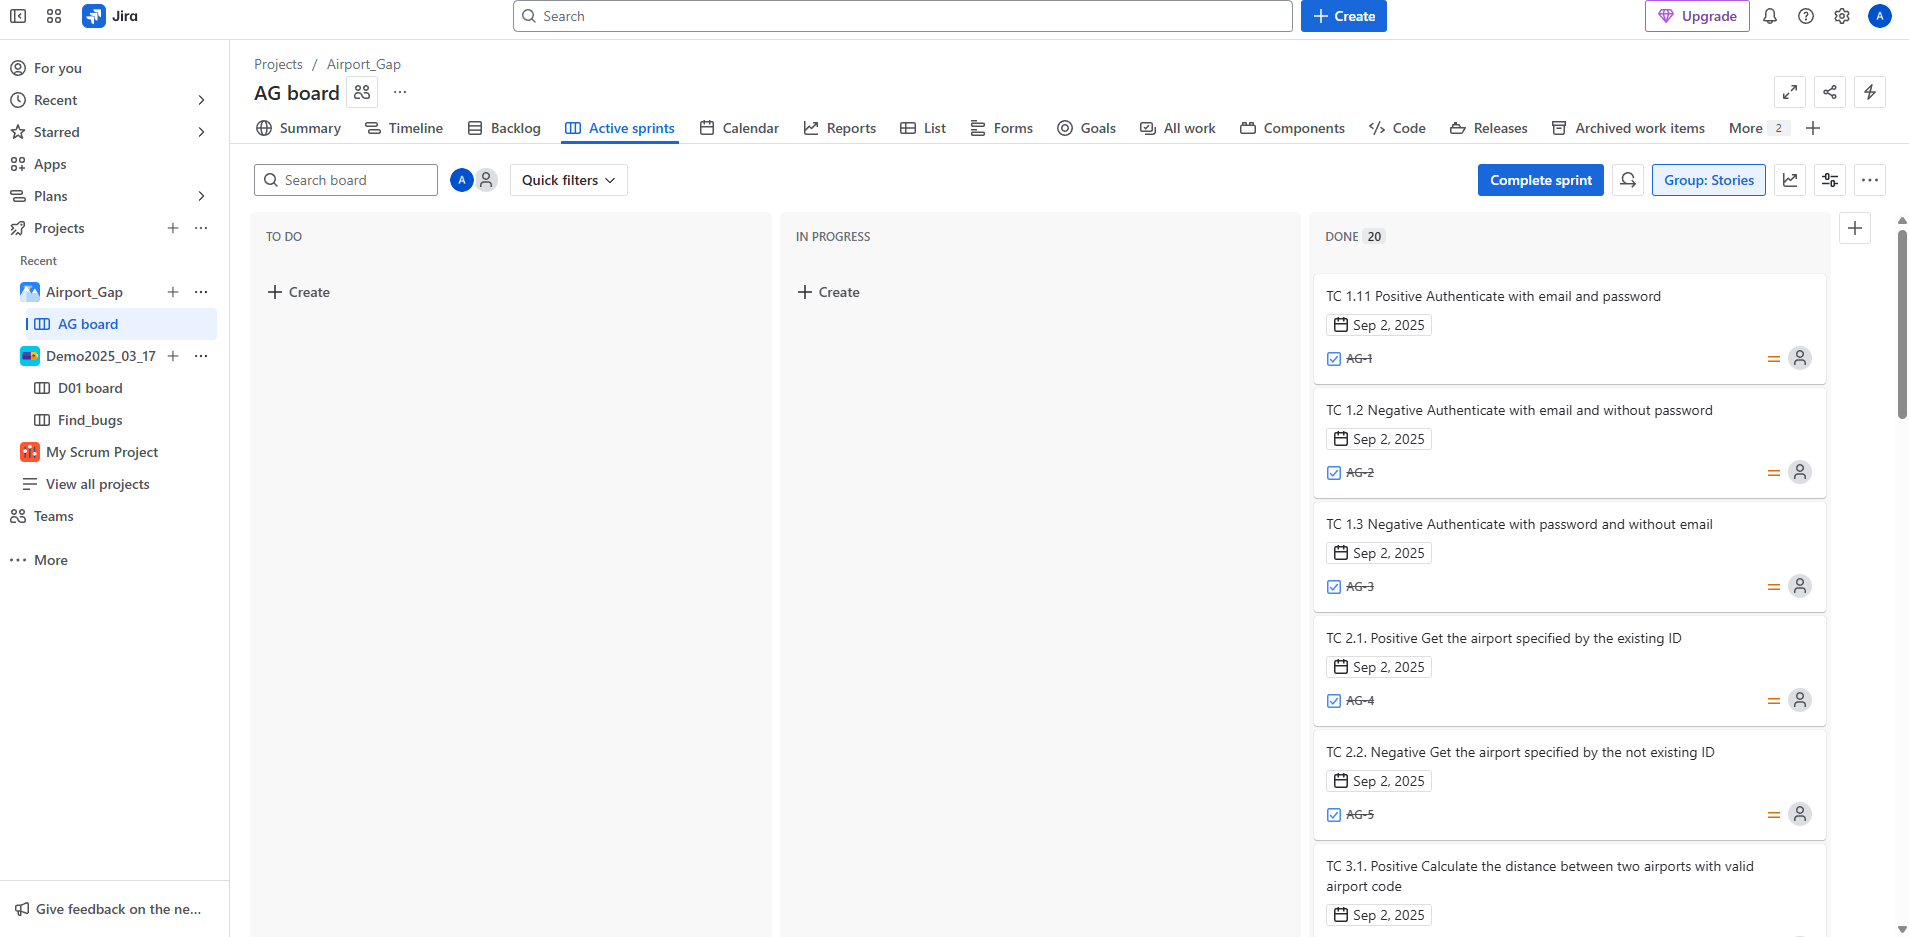 Jira
Search
Create
Upgrade
A
For you
Recent
Starred
Apps
Plans
Projects
Recent
Airport_Gap
AG board
Demo2025_03_17
D01 board
Find_bugs
My Scrum Project
View all projects
Teams
More
Give feedback on the ne...
Projects / Airport_Gap
AG board
Summary Timeline Backlog Active sprints Calendar Reports List Forms Goals All work Components Code Releases Archived work items More 2
Search board A Quick filters Complete sprint Group: Stories
TO DO
Create
IN PROGRESS
Create
DONE 20
TC 1.11 Positive Authenticate with email and password
Sep 2, 2025
AG-1
TC 1.2 Negative Authenticate with email and without password
Sep 2, 2025
AG-2
TC 1.3 Negative Authenticate with password and without email
Sep 2, 2025
AG-3
TC 2.1. Positive Get the airport specified by the existing ID
Sep 2, 2025
AG-4
TC 2.2. Negative Get the airport specified by the not existing ID
Sep 2, 2025
AG-5
TC 3.1. Positive Calculate the distance between two airports with valid
airport code
Sep 2, 2025